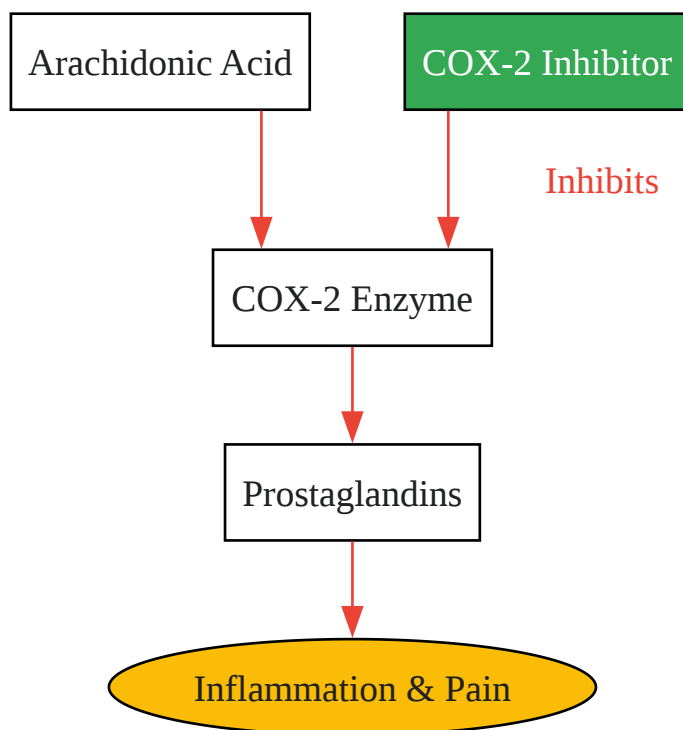 Arachidonic Acid
COX-2 Inhibitor
Inhibits
COX-2 Enzyme
Prostaglandins
Inflammation & Pain